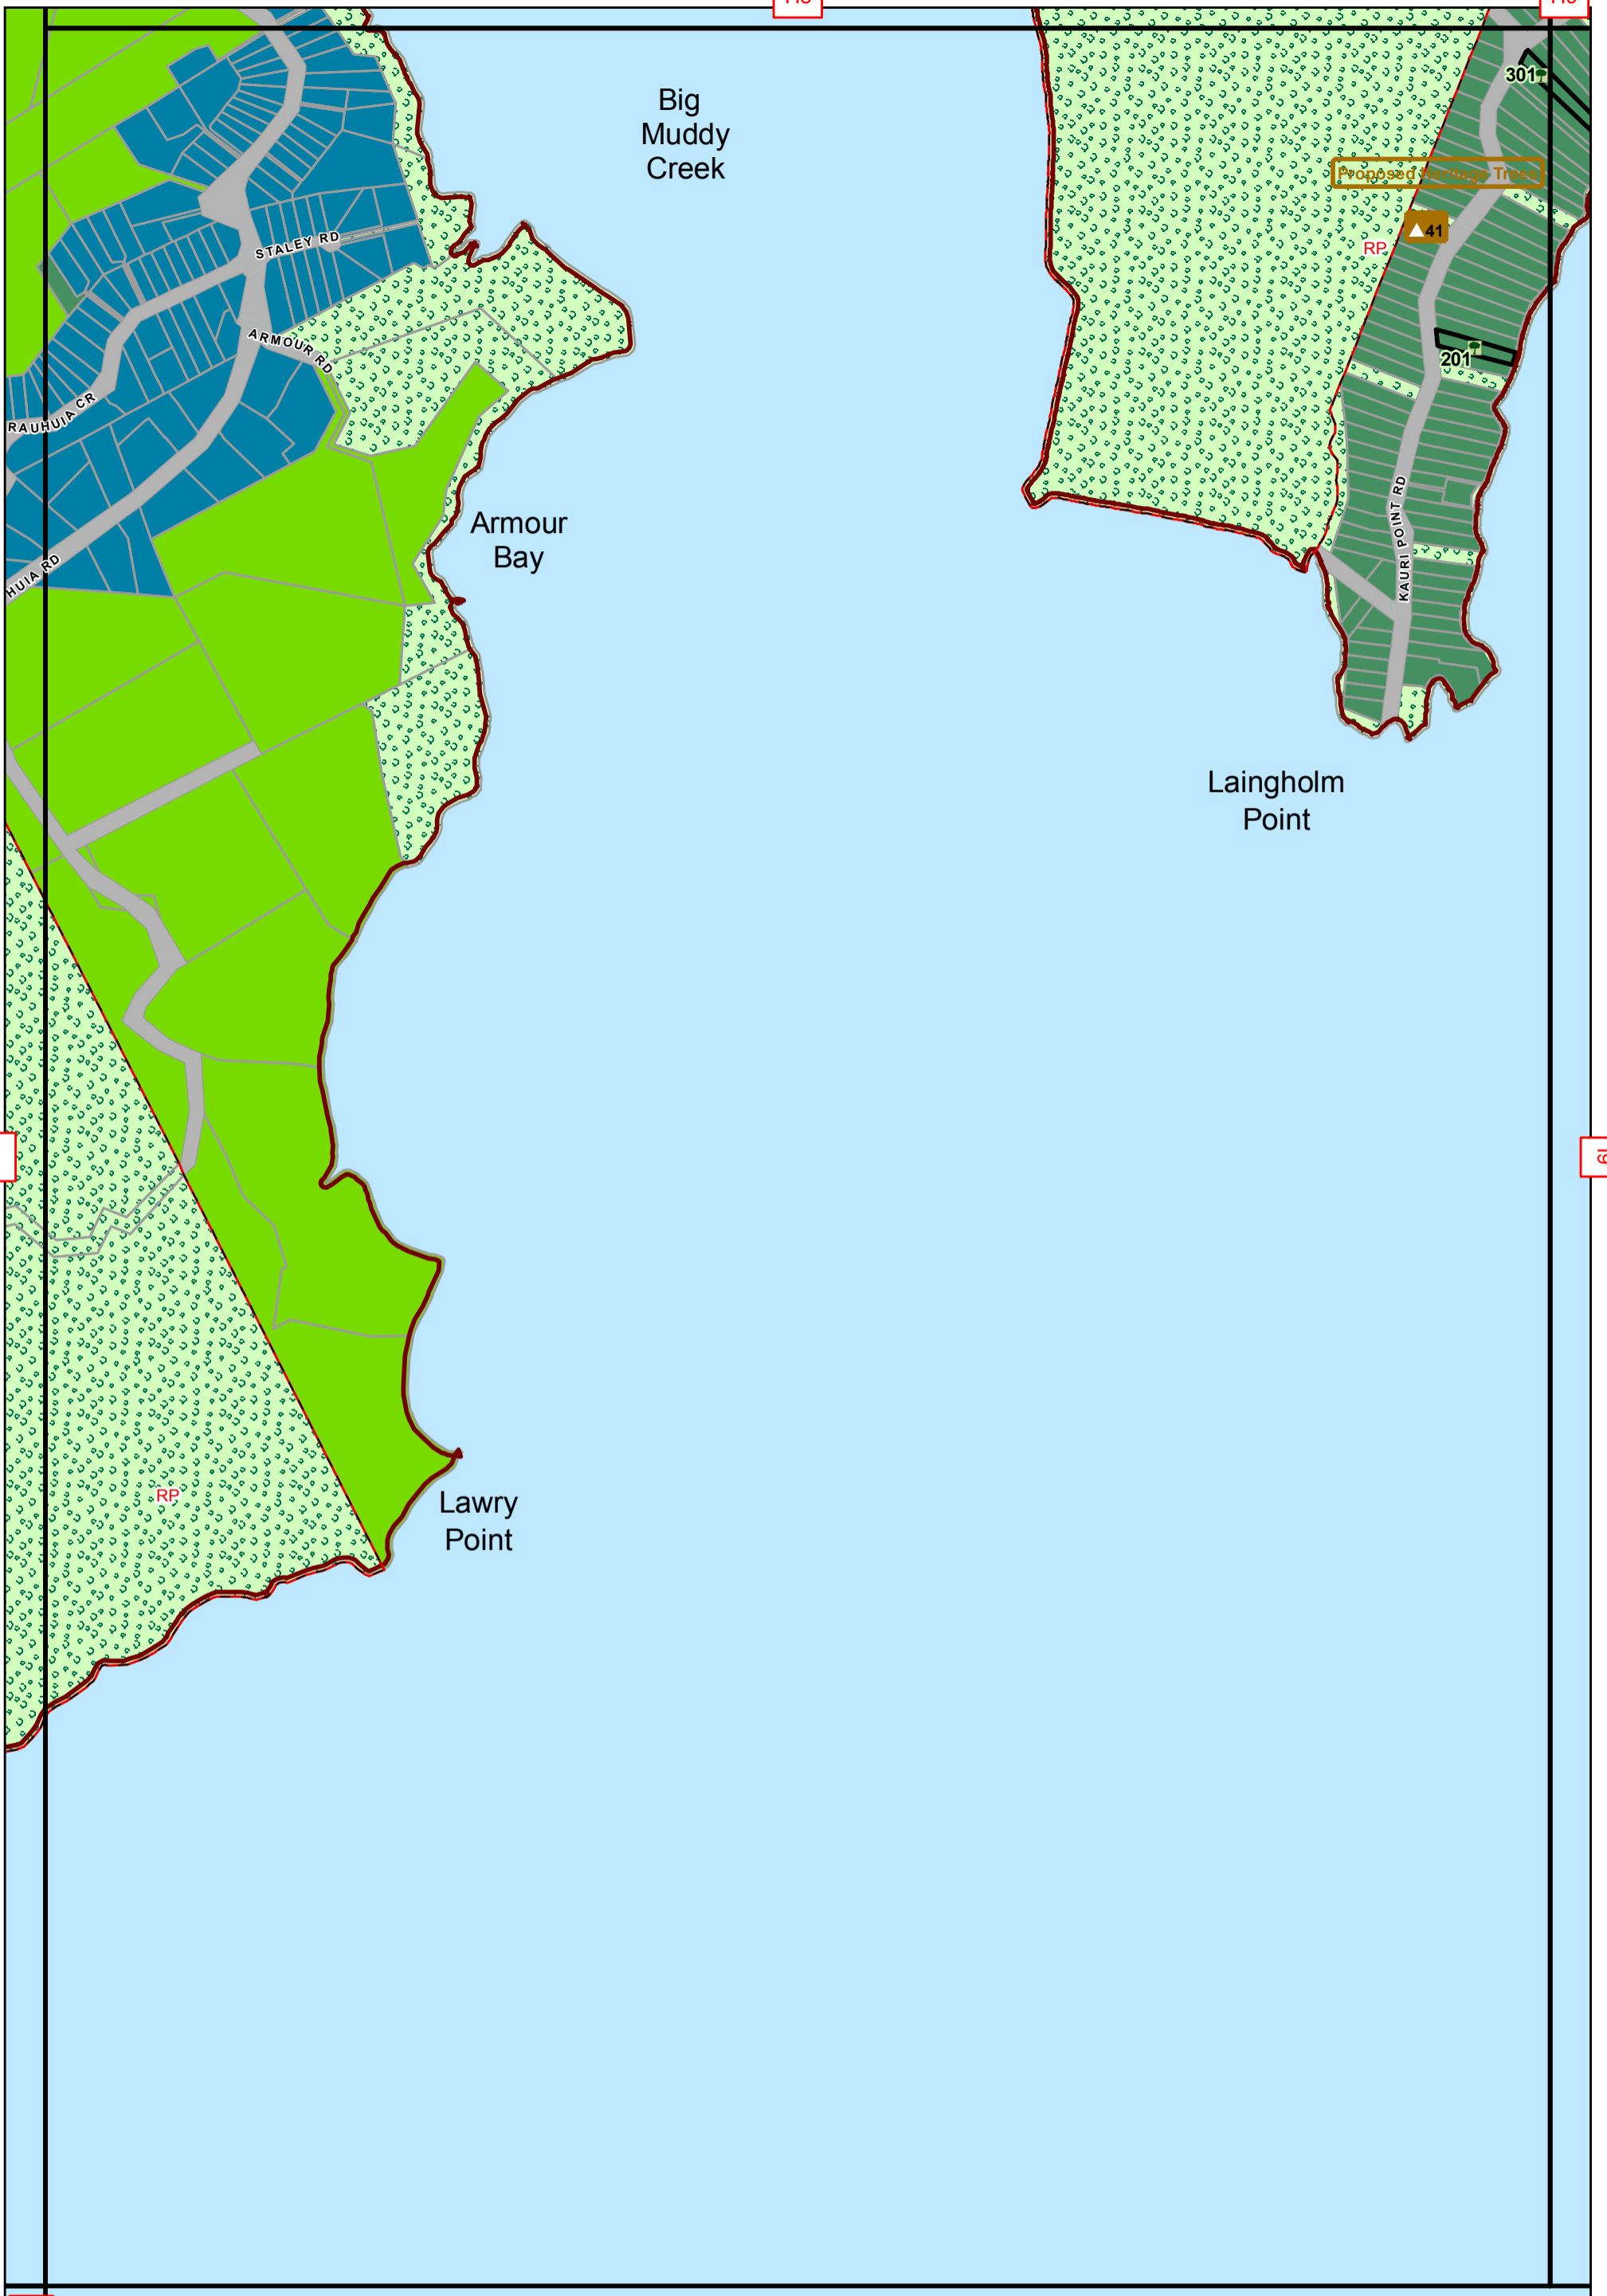 Big
Muddy
Creek
301
Proposed Heritage Trees
41
RP
STALEY RD
ARMOUR RD
201
RAUHUIA CR
KAURI POINT RD
Armour
Bay
HUIA RD
Laingholm
Point
RP
Lawry
Point